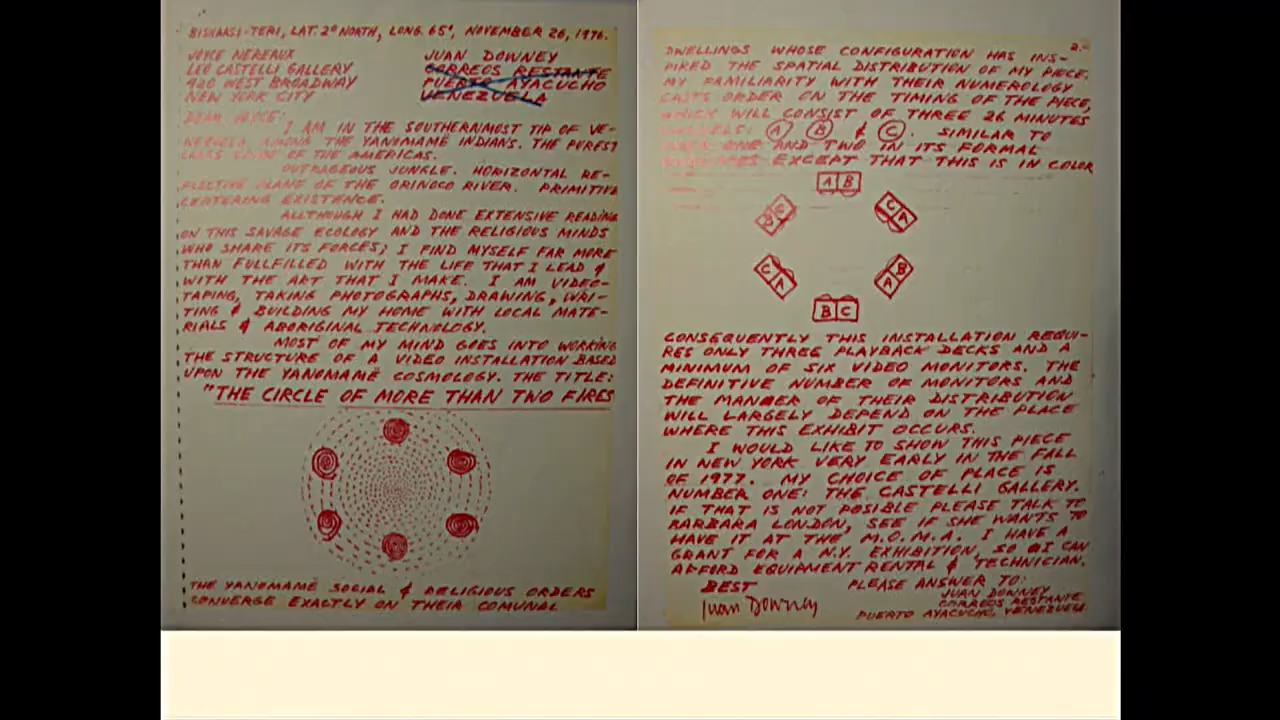 BISHASSI-TERI, LAT. 2° NORTH, LONG. 65°, NOVEMBER 26, 1976.
JOYCE NEREAUX
LEO CASTELLI GALLERY
420 WEST BROADWAY
NEW YORK CITY
JUAN DOWNEY
CORREOS RESTANTE
PUERTO AYACUCHO
VENEZUELA
DEAR JOYCE:
I AM IN THE SOUTHERNMOST TIP OF VE-
NEZUELA AMONG THE YANOMAMË INDIANS. THE PUREST
OF THE AMERICAS.
OUTRAGEOUS JUNGLE. HORIZONTAL RE-
FLECTIVE PLANE OF THE ORINOCO RIVER. PRIMITIVE
CENTERING EXISTENCE.
ALLTHOUGH I HAD DONE EXTENSIVE READING
ON THIS SAVAGE ECOLOGY AND THE RELIGIOUS MINDS
WHO SHARE ITS FORCES; I FIND MYSELF FAR MORE
THAN FULLFILLED WITH THE LIFE THAT I LEAD &
WITH THE ART THAT I MAKE. I AM VIDEO-
TAPING, TAKING PHOTOGRAPHS, DRAWING, WRI-
TING & BUILDING MY HOME WITH LOCAL MATE-
RIALS & ABORIGINAL TECHNOLOGY.
MOST OF MY MIND GOES INTO WORKING
THE STRUCTURE OF A VIDEO INSTALLATION BASED
UPON THE YANOMAMË COSMOLOGY. THE TITLE:
"THE CIRCLE OF MORE THAN TWO FIRES
THE YANOMAMË SOCIAL & RELIGIOUS ORDERS
CONVERGE EXACTLY ON THEIR COMUNAL
2.-
DWELLINGS WHOSE CONFIGURATION HAS INS-
PIRED THE SPATIAL DISTRIBUTION OF MY PIECE.
MY FAMILIARITY WITH THEIR NUMEROLOGY
CASTS ORDER ON THE TIMING OF THE PIECE,
WHICH WILL CONSIST OF THREE 26 MINUTES
CHANNELS: A B & C. SIMILAR TO
ONE AND TWO IN ITS FORMAL
EXCEPT THAT THIS IS IN COLOR
A B
B C
C A
C A
A B
B C
CONSEQUENTLY THIS INSTALLATION REQUI-
RES ONLY THREE PLAYBACK DECKS AND A
MINIMUM OF SIX VIDEO MONITORS. THE
DEFINITIVE NUMBER OF MONITORS AND
THE MANNER OF THEIR DISTRIBUTION
WILL LARGELY DEPEND ON THE PLACE
WHERE THIS EXHIBIT OCCURS.
I WOULD LIKE TO SHOW THIS PIECE
IN NEW YORK VERY EARLY IN THE FALL
OF 1977. MY CHOICE OF PLACE IS
NUMBER ONE: THE CASTELLI GALLERY.
IF THAT IS NOT POSIBLE PLEASE TALK TO
BARBARA LONDON, SEE IF SHE WANTS TO
HAVE IT AT THE M.O.M.A. I HAVE A
GRANT FOR A N.Y. EXHIBITION, SO I CAN
AFFORD EQUIPMENT RENTAL & TECHNICIAN.
BEST
Juan Downey
PLEASE ANSWER TO:
JUAN DOWNEY
CORREOS RESTANTE
PUERTO AYACUCHO, VENEZUELA